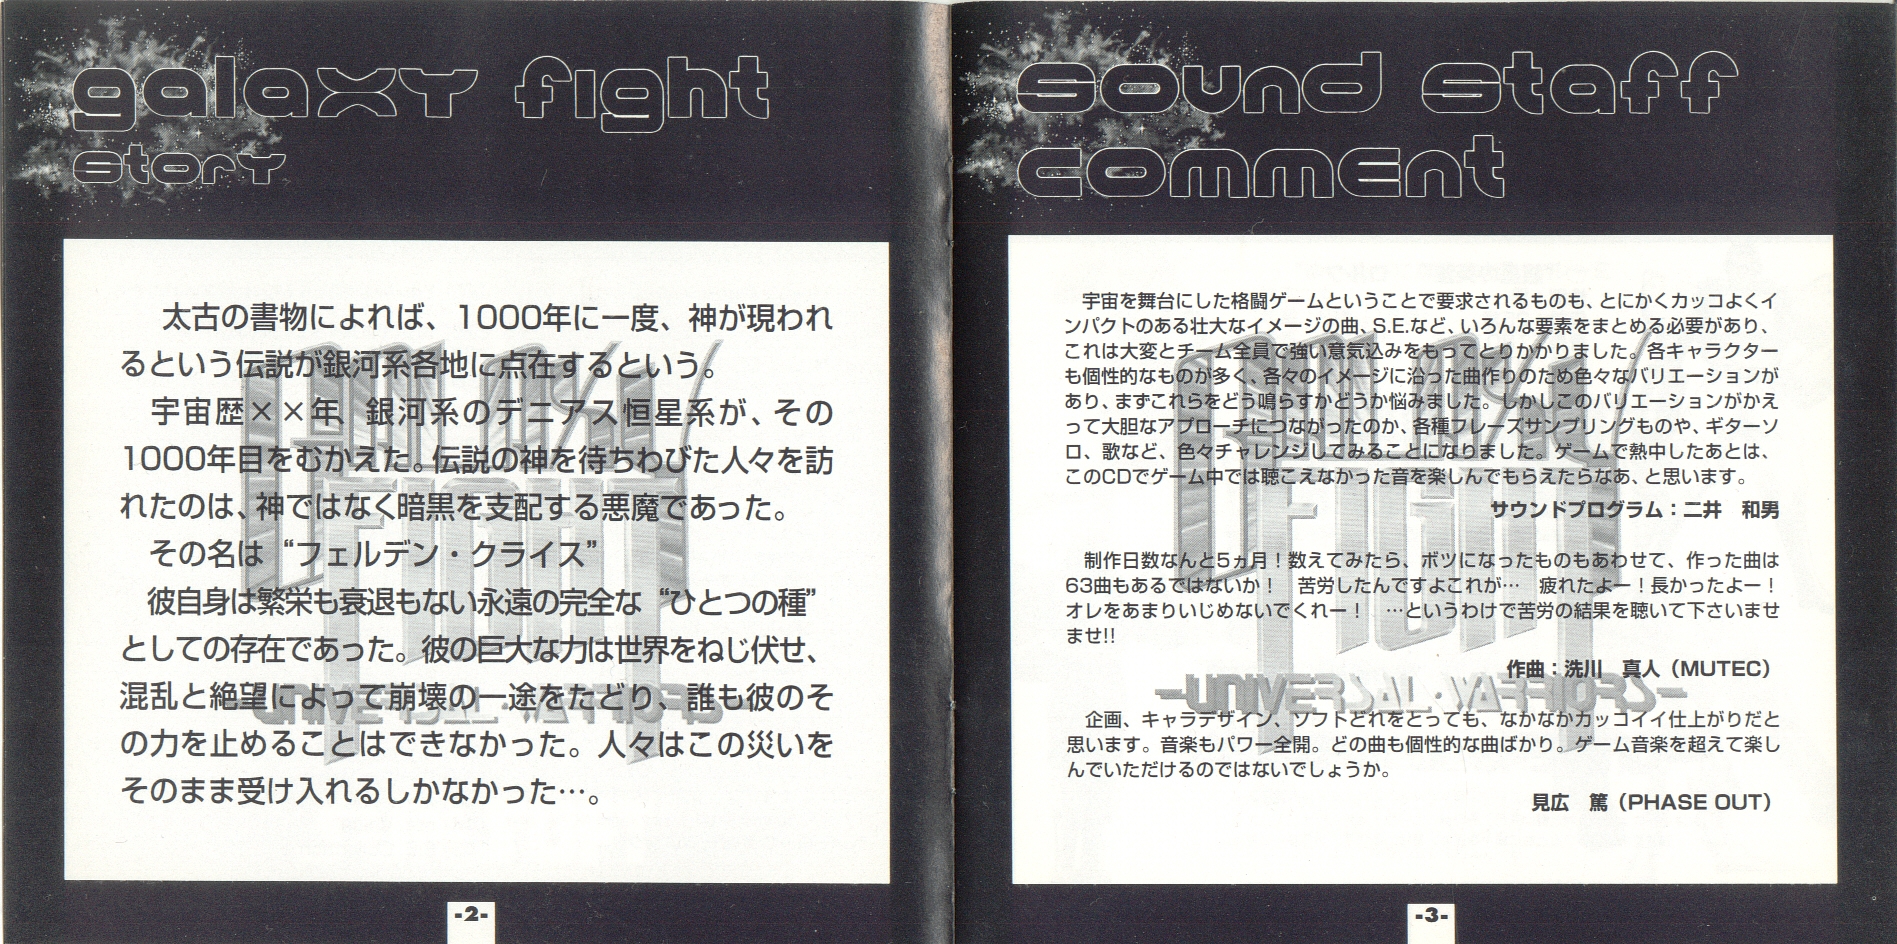 galaxy fight
story
太古の書物によれば、1000年に一度、神が現われ
るという伝説が銀河系各地に点在するという。
宇宙歴××年、銀河系のデニアス恒星系が、その
1000年目をむかえた。伝説の神を待ちわびた人々を訪
れたのは、神ではなく暗黒を支配する悪魔であった。
その名は“フェルデン・クライス”
彼自身は繁栄も衰退もない永遠の完全な“ひとつの種”
としての存在であった。彼の巨大な力は世界をねじ伏せ、
混乱と絶望によって崩壊の一途をたどり、誰も彼のそ
の力を止めることはできなかった。人々はこの災いを
そのまま受け入れるしかなかった…。
GALAXY
FIGHT
UNIVERSAL・WARRIORS
-2-
sound staff
comment
宇宙を舞台にした格闘ゲームということで要求されるものも、とにかくカッコよくイ
ンパクトのある壮大なイメージの曲、S.E.など、いろんな要素をまとめる必要があり、
これは大変とチーム全員で強い意気込みをもってとりかかりました。各キャラクター
も個性的なものが多く、各々のイメージに沿った曲作りのため色々なバリエーションが
あり、まずこれらをどう鳴らすかどうか悩みました。しかしこのバリエーションがかえ
って大胆なアプローチにつながったのか、各種フレーズサンプリングものや、ギターソ
ロ、歌など、色々チャレンジしてみることになりました。ゲームで熱中したあとは、
このCDでゲーム中では聴こえなかった音を楽しんでもらえたらなあ、と思います。
サウンドプログラム：二井　和男
制作日数なんと5ヵ月！数えてみたら、ボツになったものもあわせて、作った曲は
63曲もあるではないか！　苦労したんですよこれが…　疲れたよー！長かったよー！
オレをあまりいじめないでくれー！　…というわけで苦労の結果を聴いて下さいませ
ませ!!
作曲：洗川　真人（MUTEC）
企画、キャラデザイン、ソフトどれをとっても、なかなかカッコイイ仕上がりだと
思います。音楽もパワー全開。どの曲も個性的な曲ばかり。ゲーム音楽を超えて楽し
んでいただけるのではないでしょうか。
見広　篤（PHASE OUT）
GALAXY
FIGHT
UNIVERSAL・WARRIORS
-3-